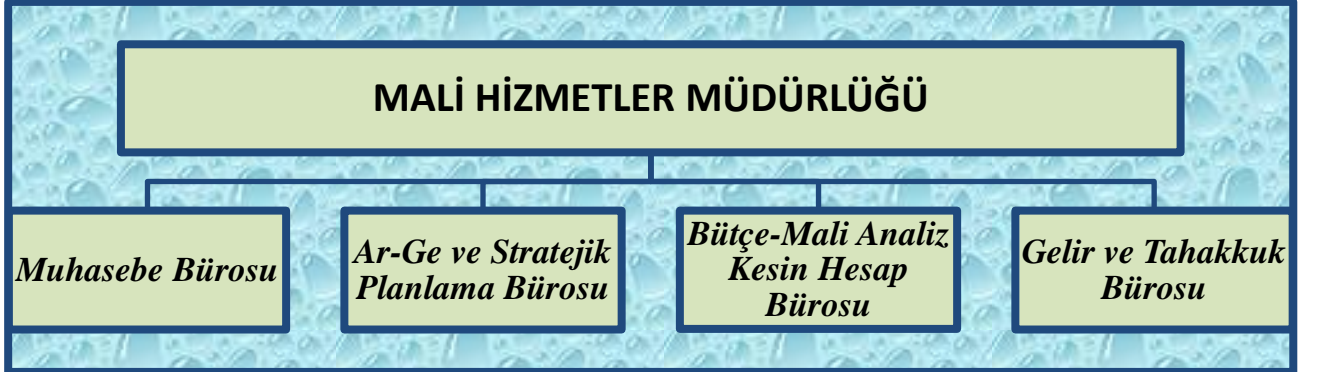 MALİ HİZMETLER MÜDÜRLÜĞÜ
Muhasebe Bürosu
Ar-Ge ve Stratejik
Planlama Bürosu
Bütçe-Mali Analiz
Kesin Hesap
Bürosu
Gelir ve Tahakkuk
Bürosu